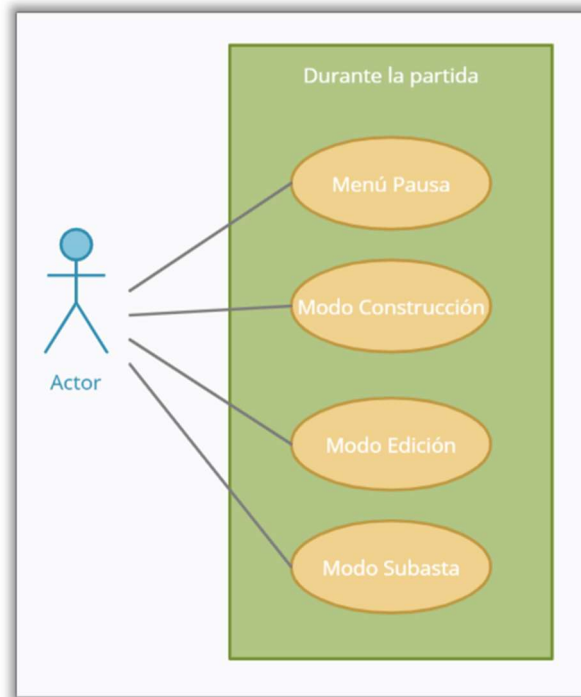 Durante la partida
Menú Pausa
Modo Construcción
Actor
Modo Edición
Modo Subasta